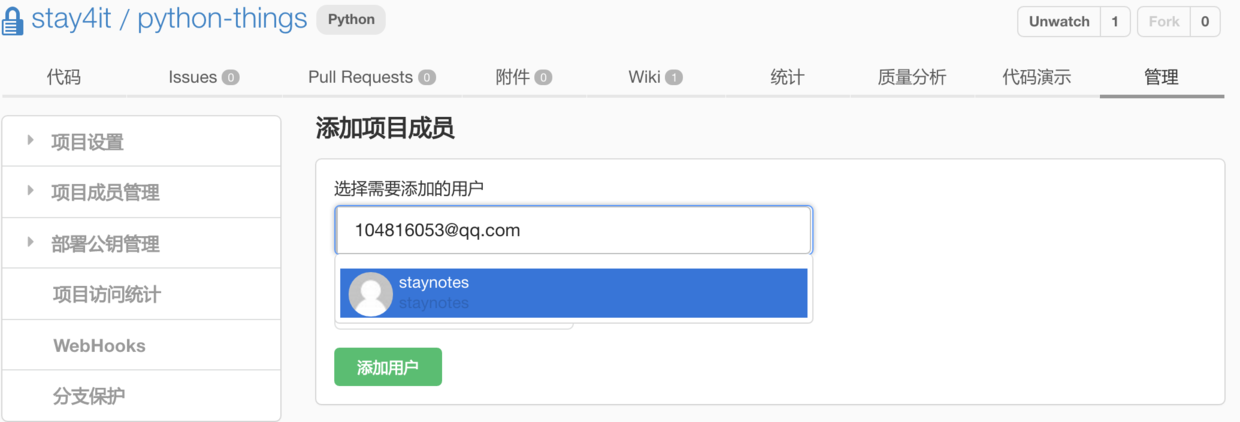 stay4it / python-things Python Unwatch 1 Fork 0
代码 Issues 0 Pull Requests 0 附件 0 Wiki 1 统计 质量分析 代码演示 管理
项目设置
项目成员管理
部署公钥管理
项目访问统计
WebHooks
分支保护
添加项目成员
选择需要添加的用户
104816053@qq.com
staynotes
staynotes
添加用户